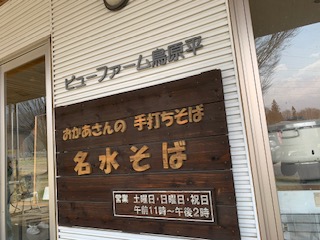 ビューファーム鳥原平
おかあさんの 手打ちそば
名水そば
営業 土曜日・日曜日・祝日
午前11時～午後2時